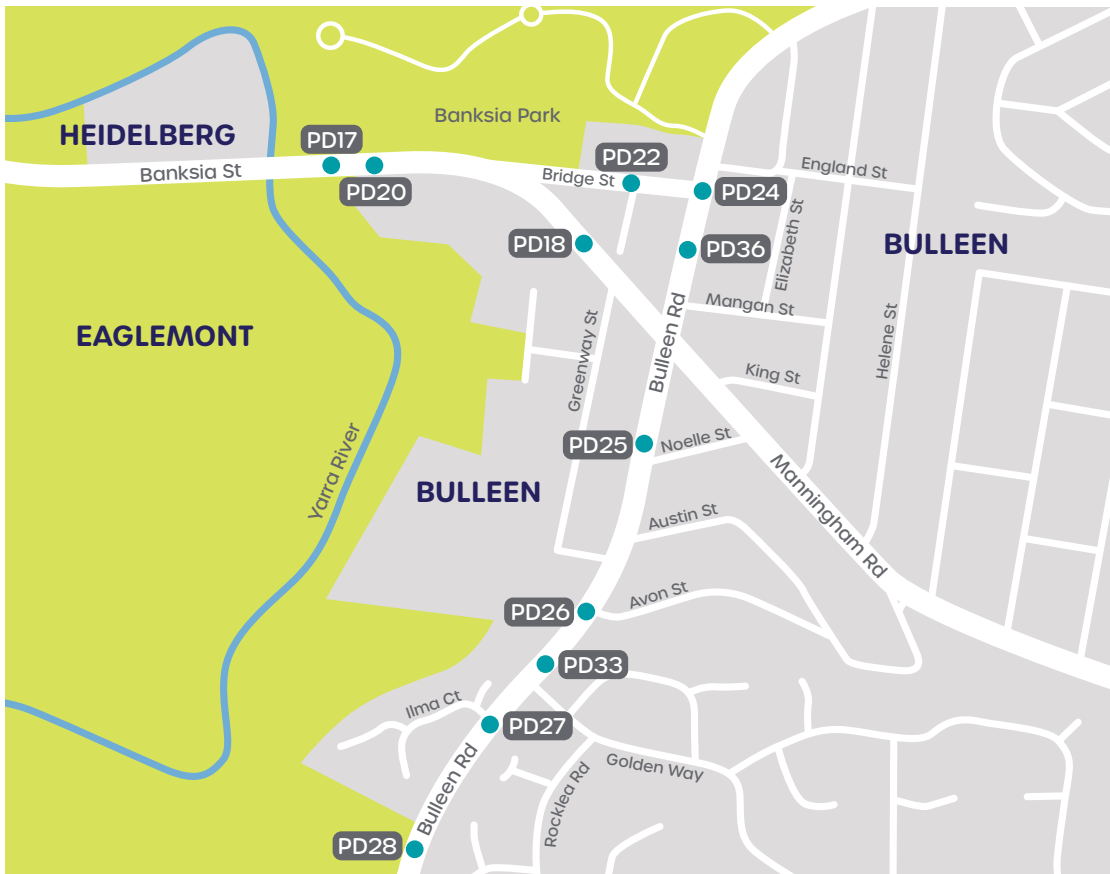 Banksia Park
HEIDELBERG
PD17
Banksia St
PD20
PD22
Bridge St
England St
PD24
PD18
PD36
Elizabeth St
BULLEEN
Mangan St
EAGLEMONT
Bulleen Rd
Helene St
Greenway St
King St
PD25
Noelle St
Yarra River
BULLEEN
Manningham Rd
Austin St
Avon St
PD26
PD33
Ilma Ct
PD27
Golden Way
Bulleen Rd
Rocklea Rd
PD28